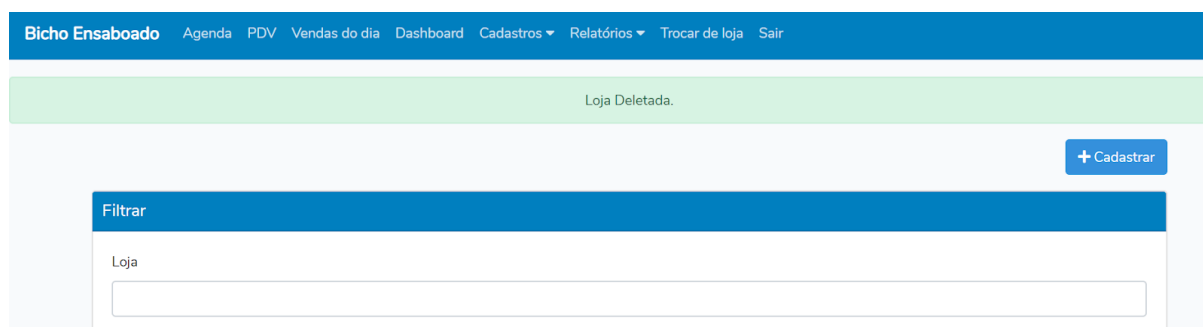 Bicho Ensaboado Agenda PDV Vendas do dia Dashboard Cadastros Relatórios Trocar de loja Sair
Loja Deletada.
+ Cadastrar
Filtrar
Loja